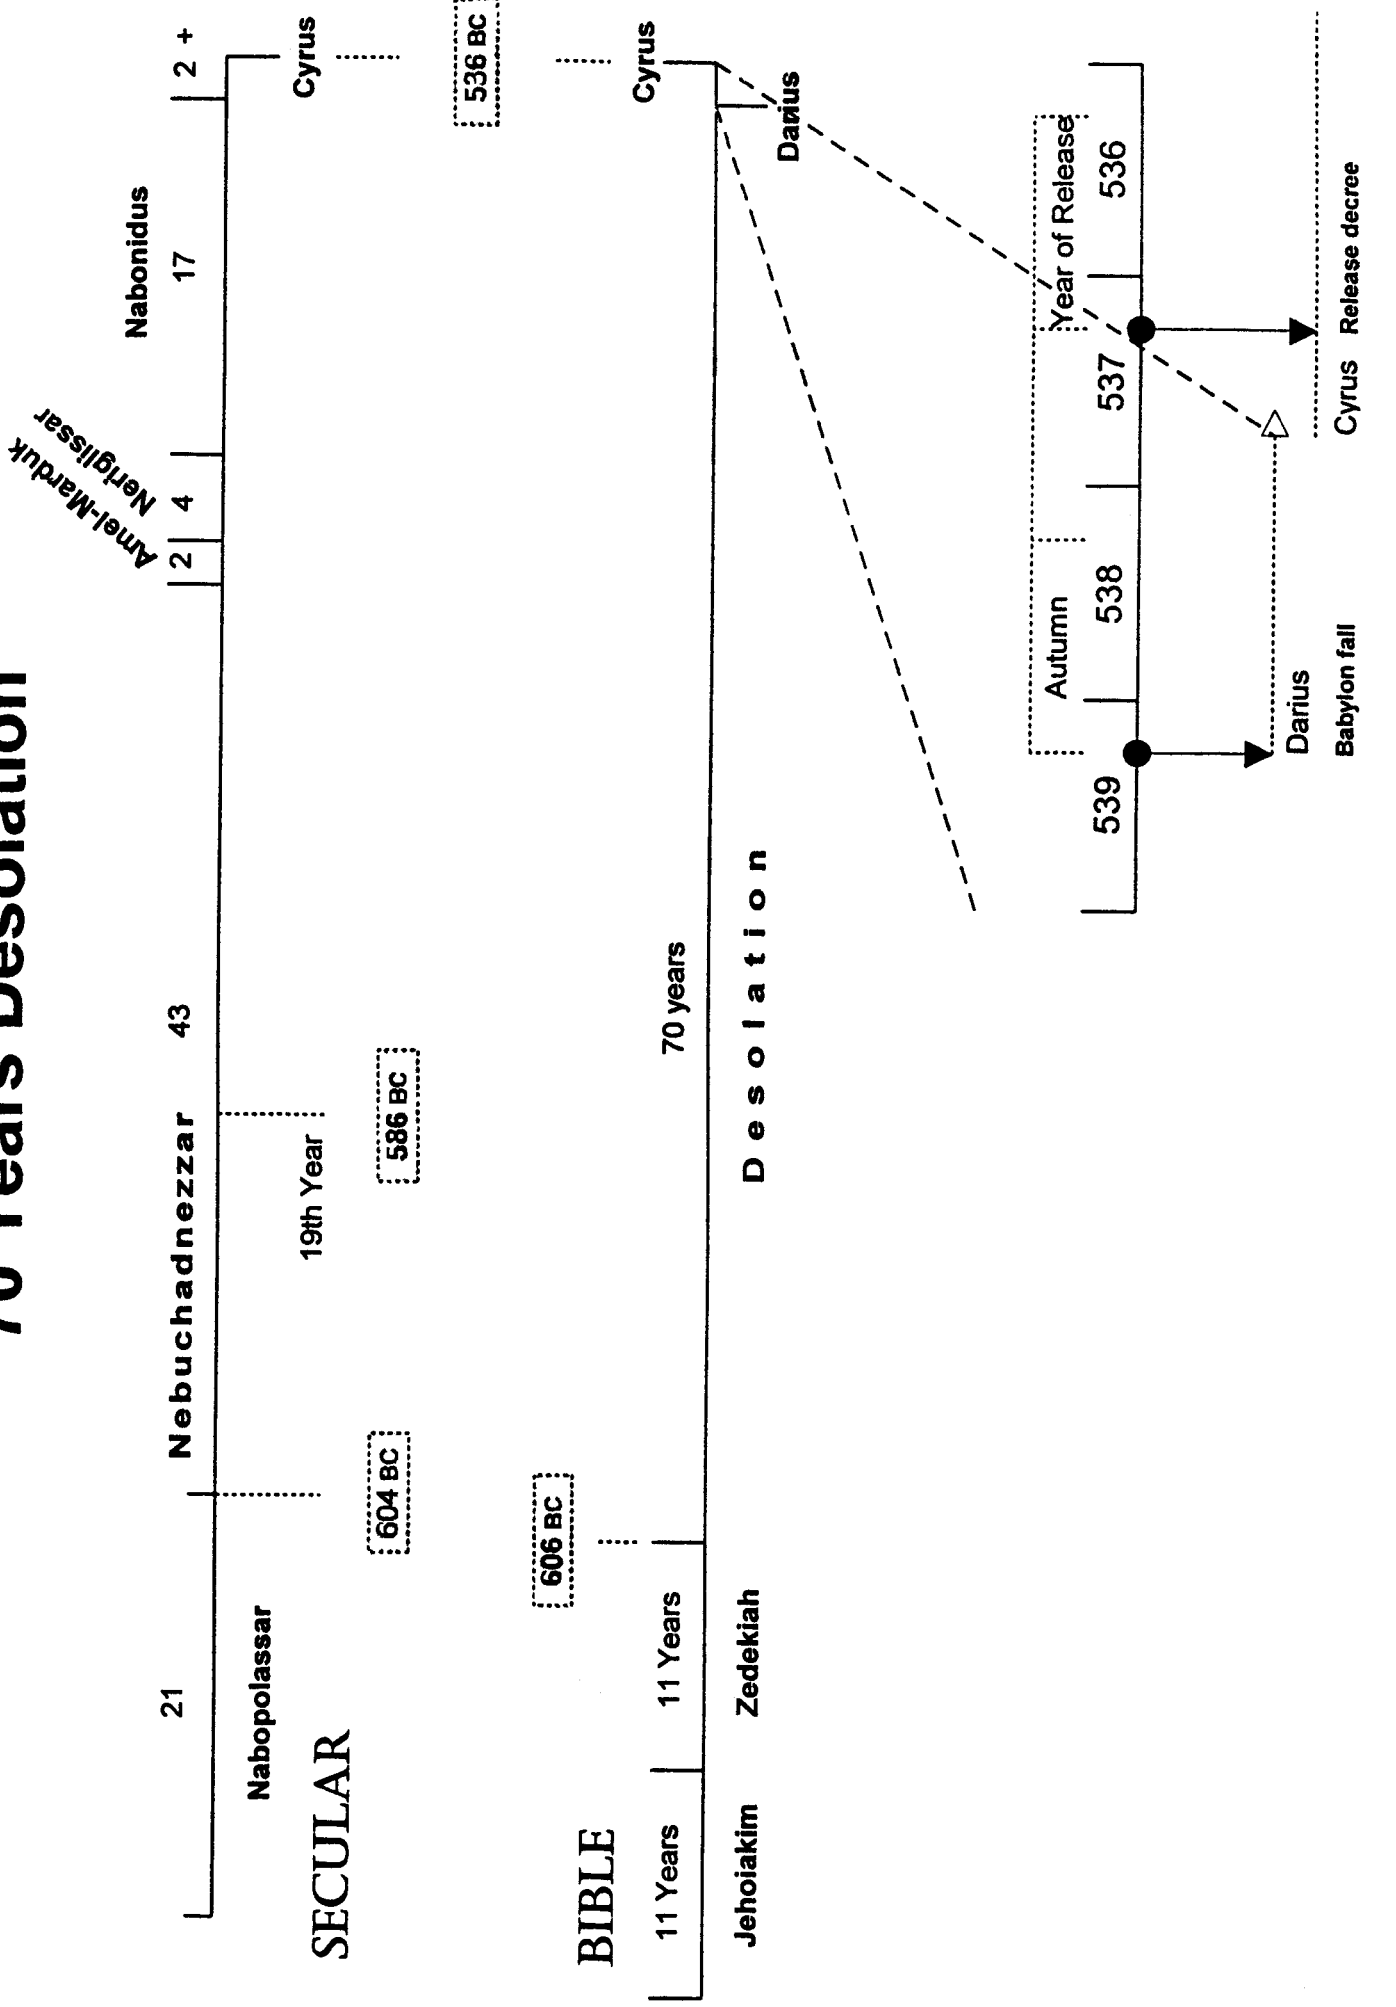 70 Years Desolation
Amel-Marduk
Neriglissar
Nebuchadnezzar
Nabonidus
21
43
2
4
17
2 +
Nabopolassar
19th Year
Cyrus
SECULAR
604 BC
586 BC
536 BC
606 BC
BIBLE
11 Years
11 Years
70 years
Cyrus
Jehoiakim
Zedekiah
Desolation
Darius
Autumn
Year of Release
539
538
537
536
Darius
Babylon fall
Cyrus
Release decree